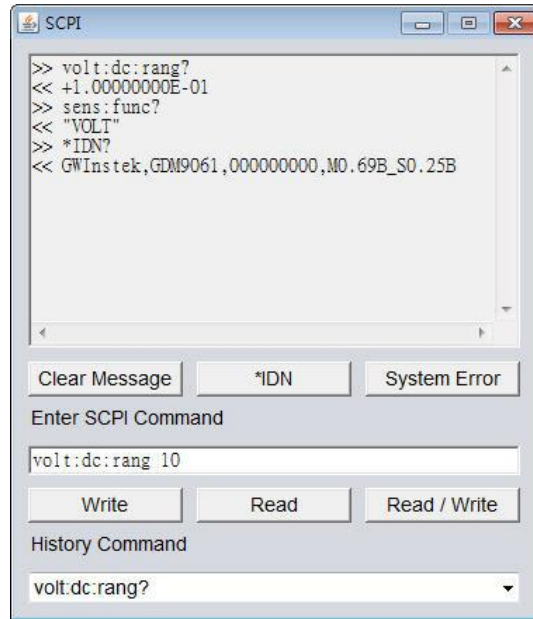 SCPI
>> volt:dc:rang?
<< +1.00000000E-01
>> sens:func?
<< "VOLT"
>> *IDN?
<< GWInstek,GDM9061,000000000,M0.69B_S0.25B
Clear Message *IDN System Error
Enter SCPI Command
volt:dc:rang 10
Write Read Read / Write
History Command
volt:dc:rang?